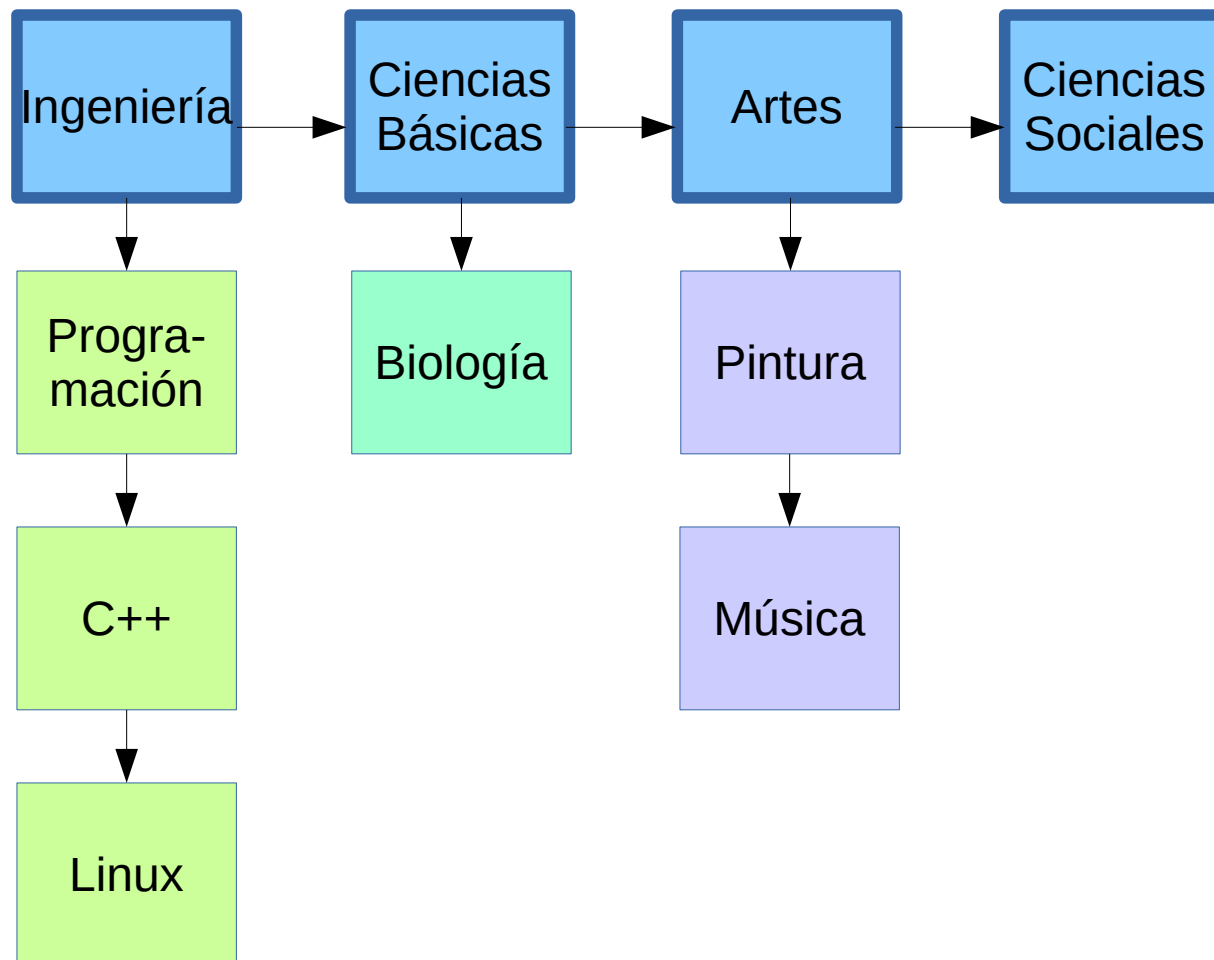 Ingeniería
Ciencias
Básicas
Artes
Ciencias
Sociales
Progra-
mación
Biología
Pintura
C++
Música
Linux